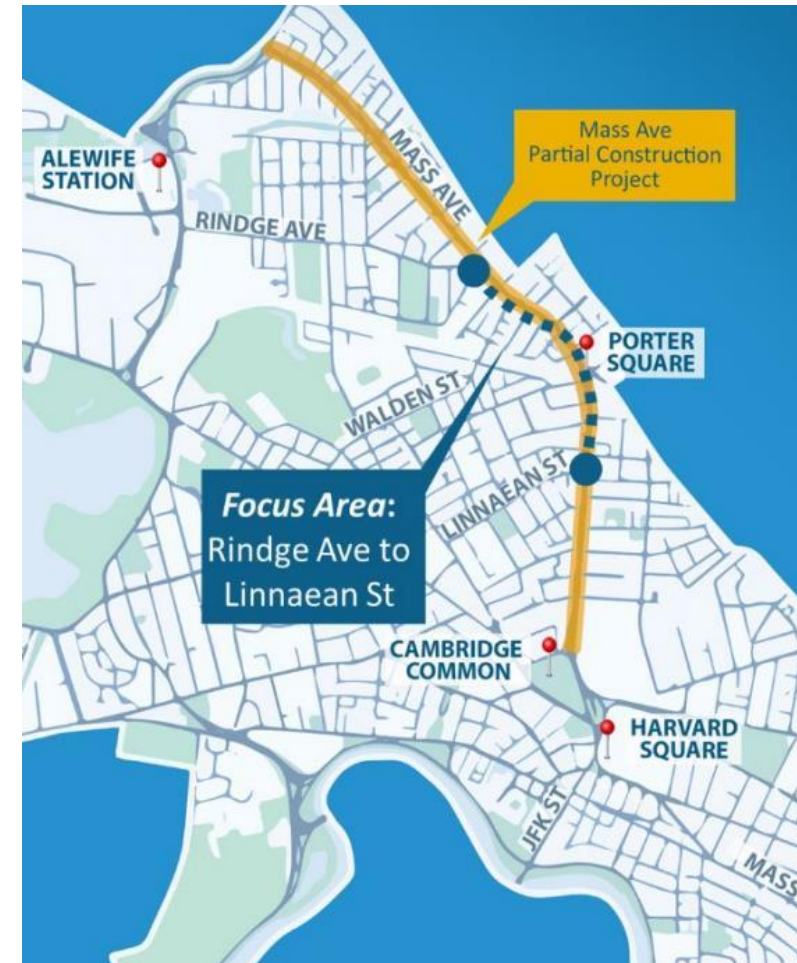 Mass Ave
Partial Construction
Project
MASS AVE
ALEWIFE
STATION
RINDGE AVE
PORTER
SQUARE
WALDEN ST
LINNAEAN ST
Focus Area:
Rindge Ave to
Linnaean St
CAMBRIDGE
COMMON
HARVARD
SQUARE
JFK ST
MASS